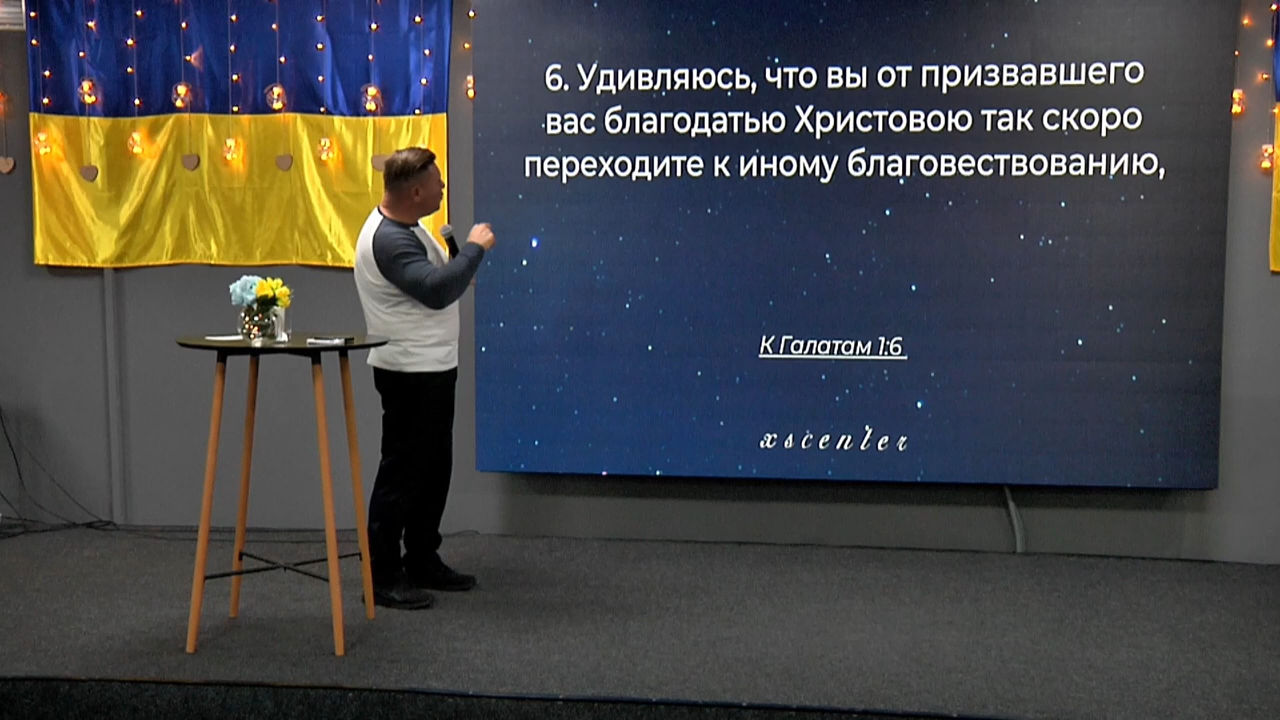 6. Удивляюсь, что вы от призвавшего
вас благодатью Христовою так скоро
переходите к иному благовествованию,
К Галатам 1:6
xscenter